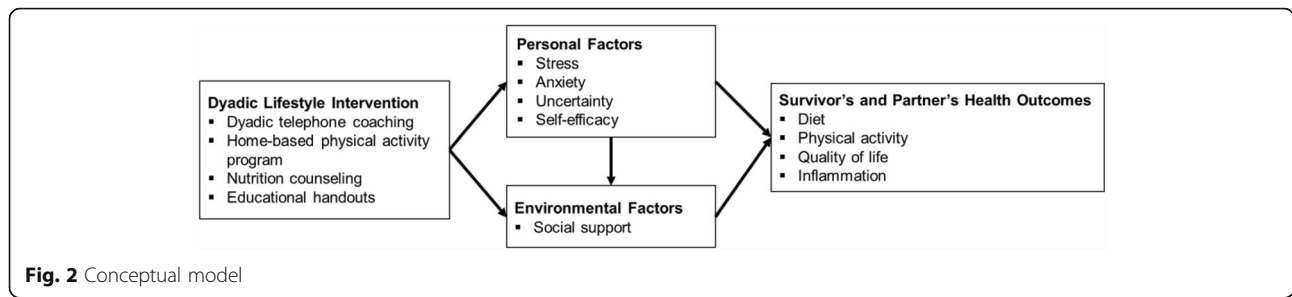 Dyadic Lifestyle Intervention
▪ Dyadic telephone coaching
▪ Home-based physical activity
program
▪ Nutrition counseling
▪ Educational handouts
Personal Factors
▪ Stress
▪ Anxiety
▪ Uncertainty
▪ Self-efficacy
Environmental Factors
▪ Social support
Survivor's and Partner's Health Outcomes
▪ Diet
▪ Physical activity
▪ Quality of life
▪ Inflammation
Fig. 2 Conceptual model